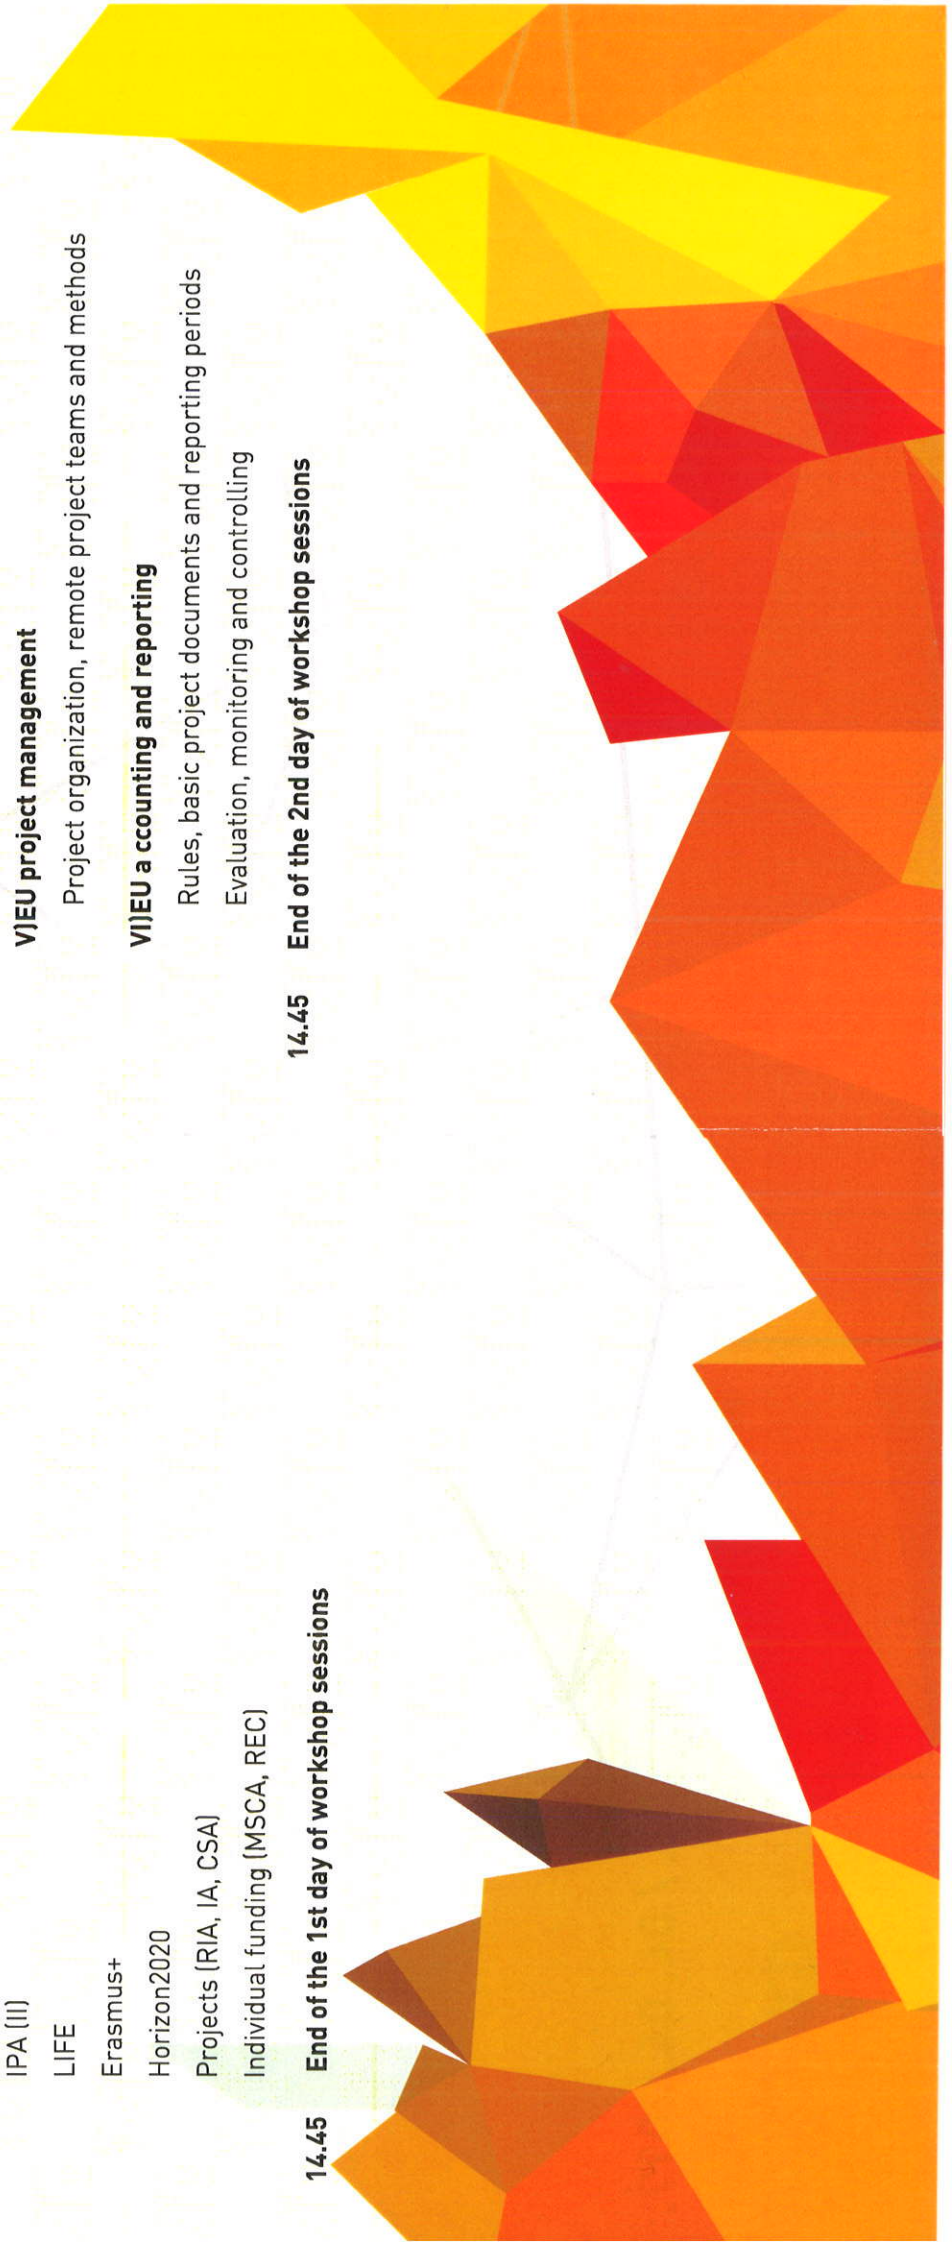 IPA (II)
LIFE
Erasmus+
Horizon2020
Projects (RIA, IA, CSA)
Individual funding (MSCA, REC)
14.45 End of the 1st day of workshop sessions
V)EU project management
Project organization, remote project teams and methods
VI)EU a ccounting and reporting
Rules, basic project documents and reporting periods
Evaluation, monitoring and controlling
14.45 End of the 2nd day of workshop sessions